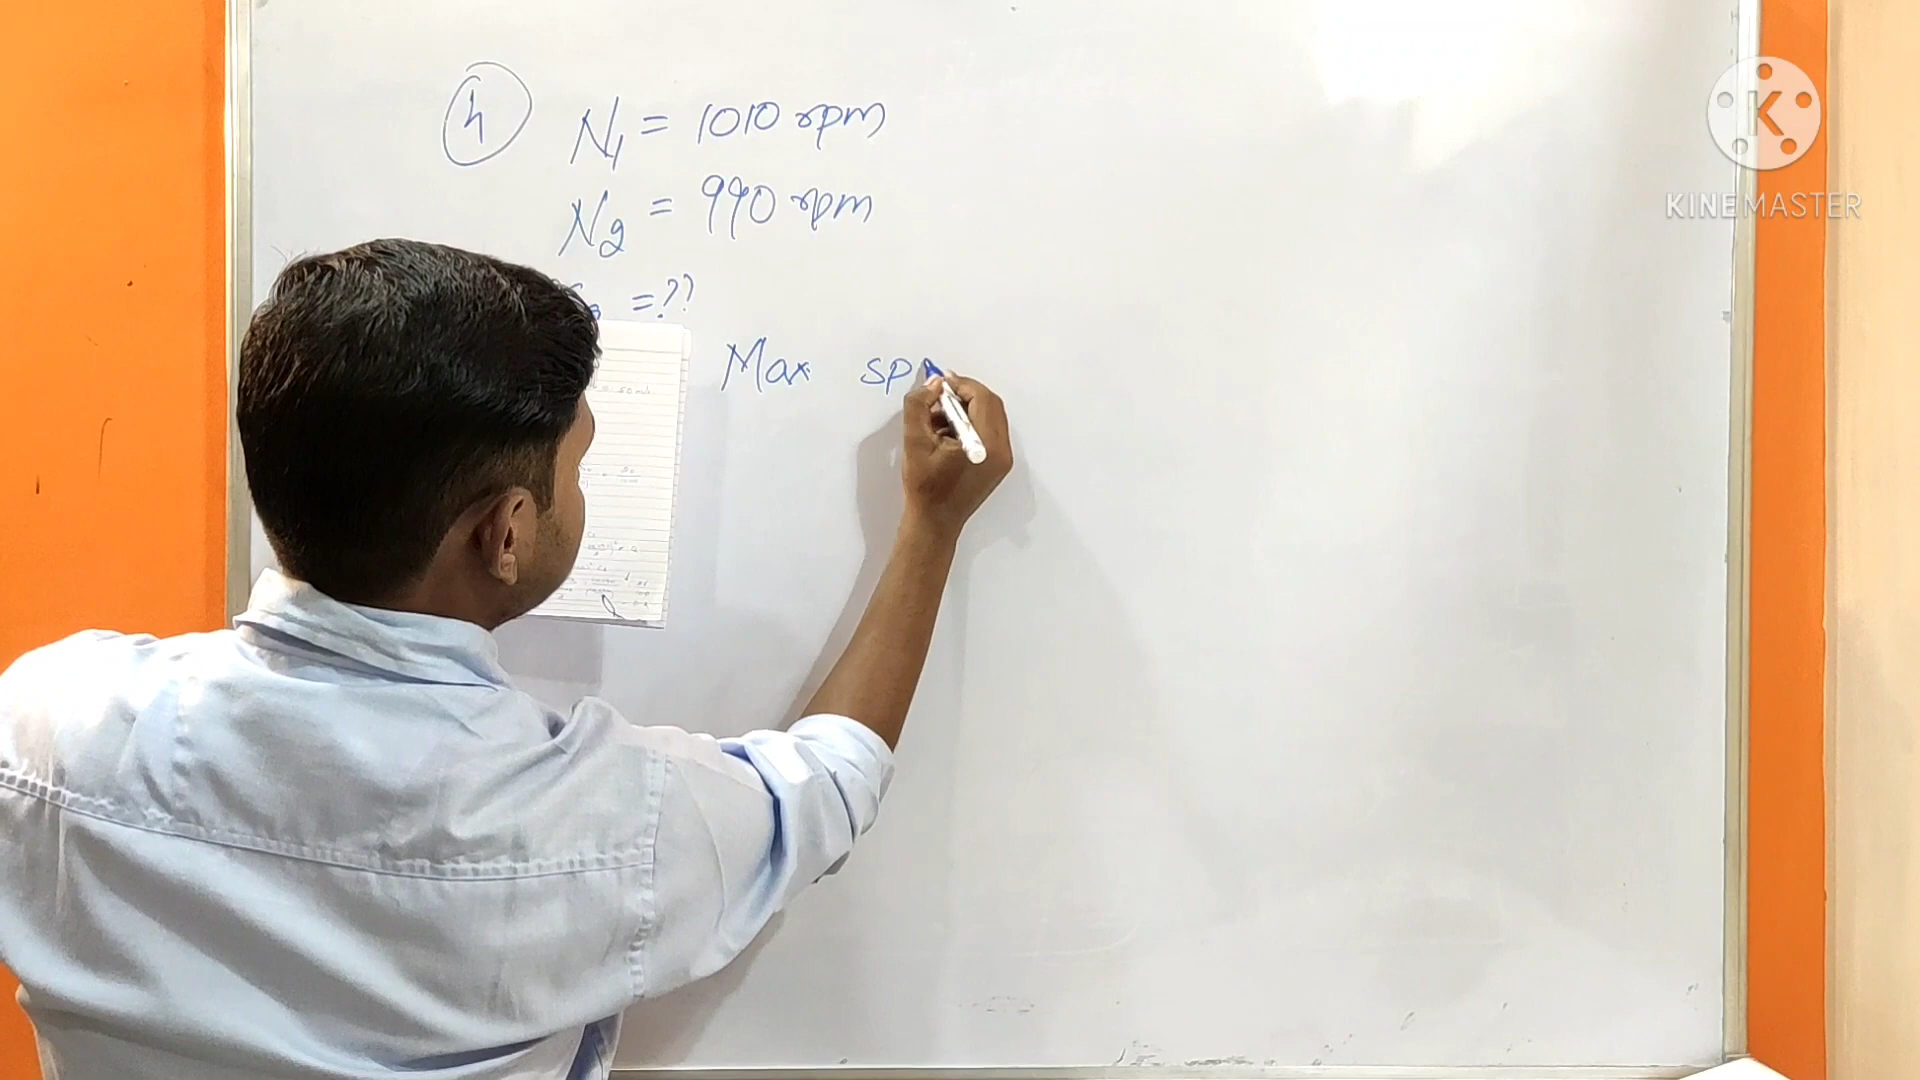 4 N1 = 1010 rpm
N2 = 990 rpm
= ??
Max sp
KINEMASTER